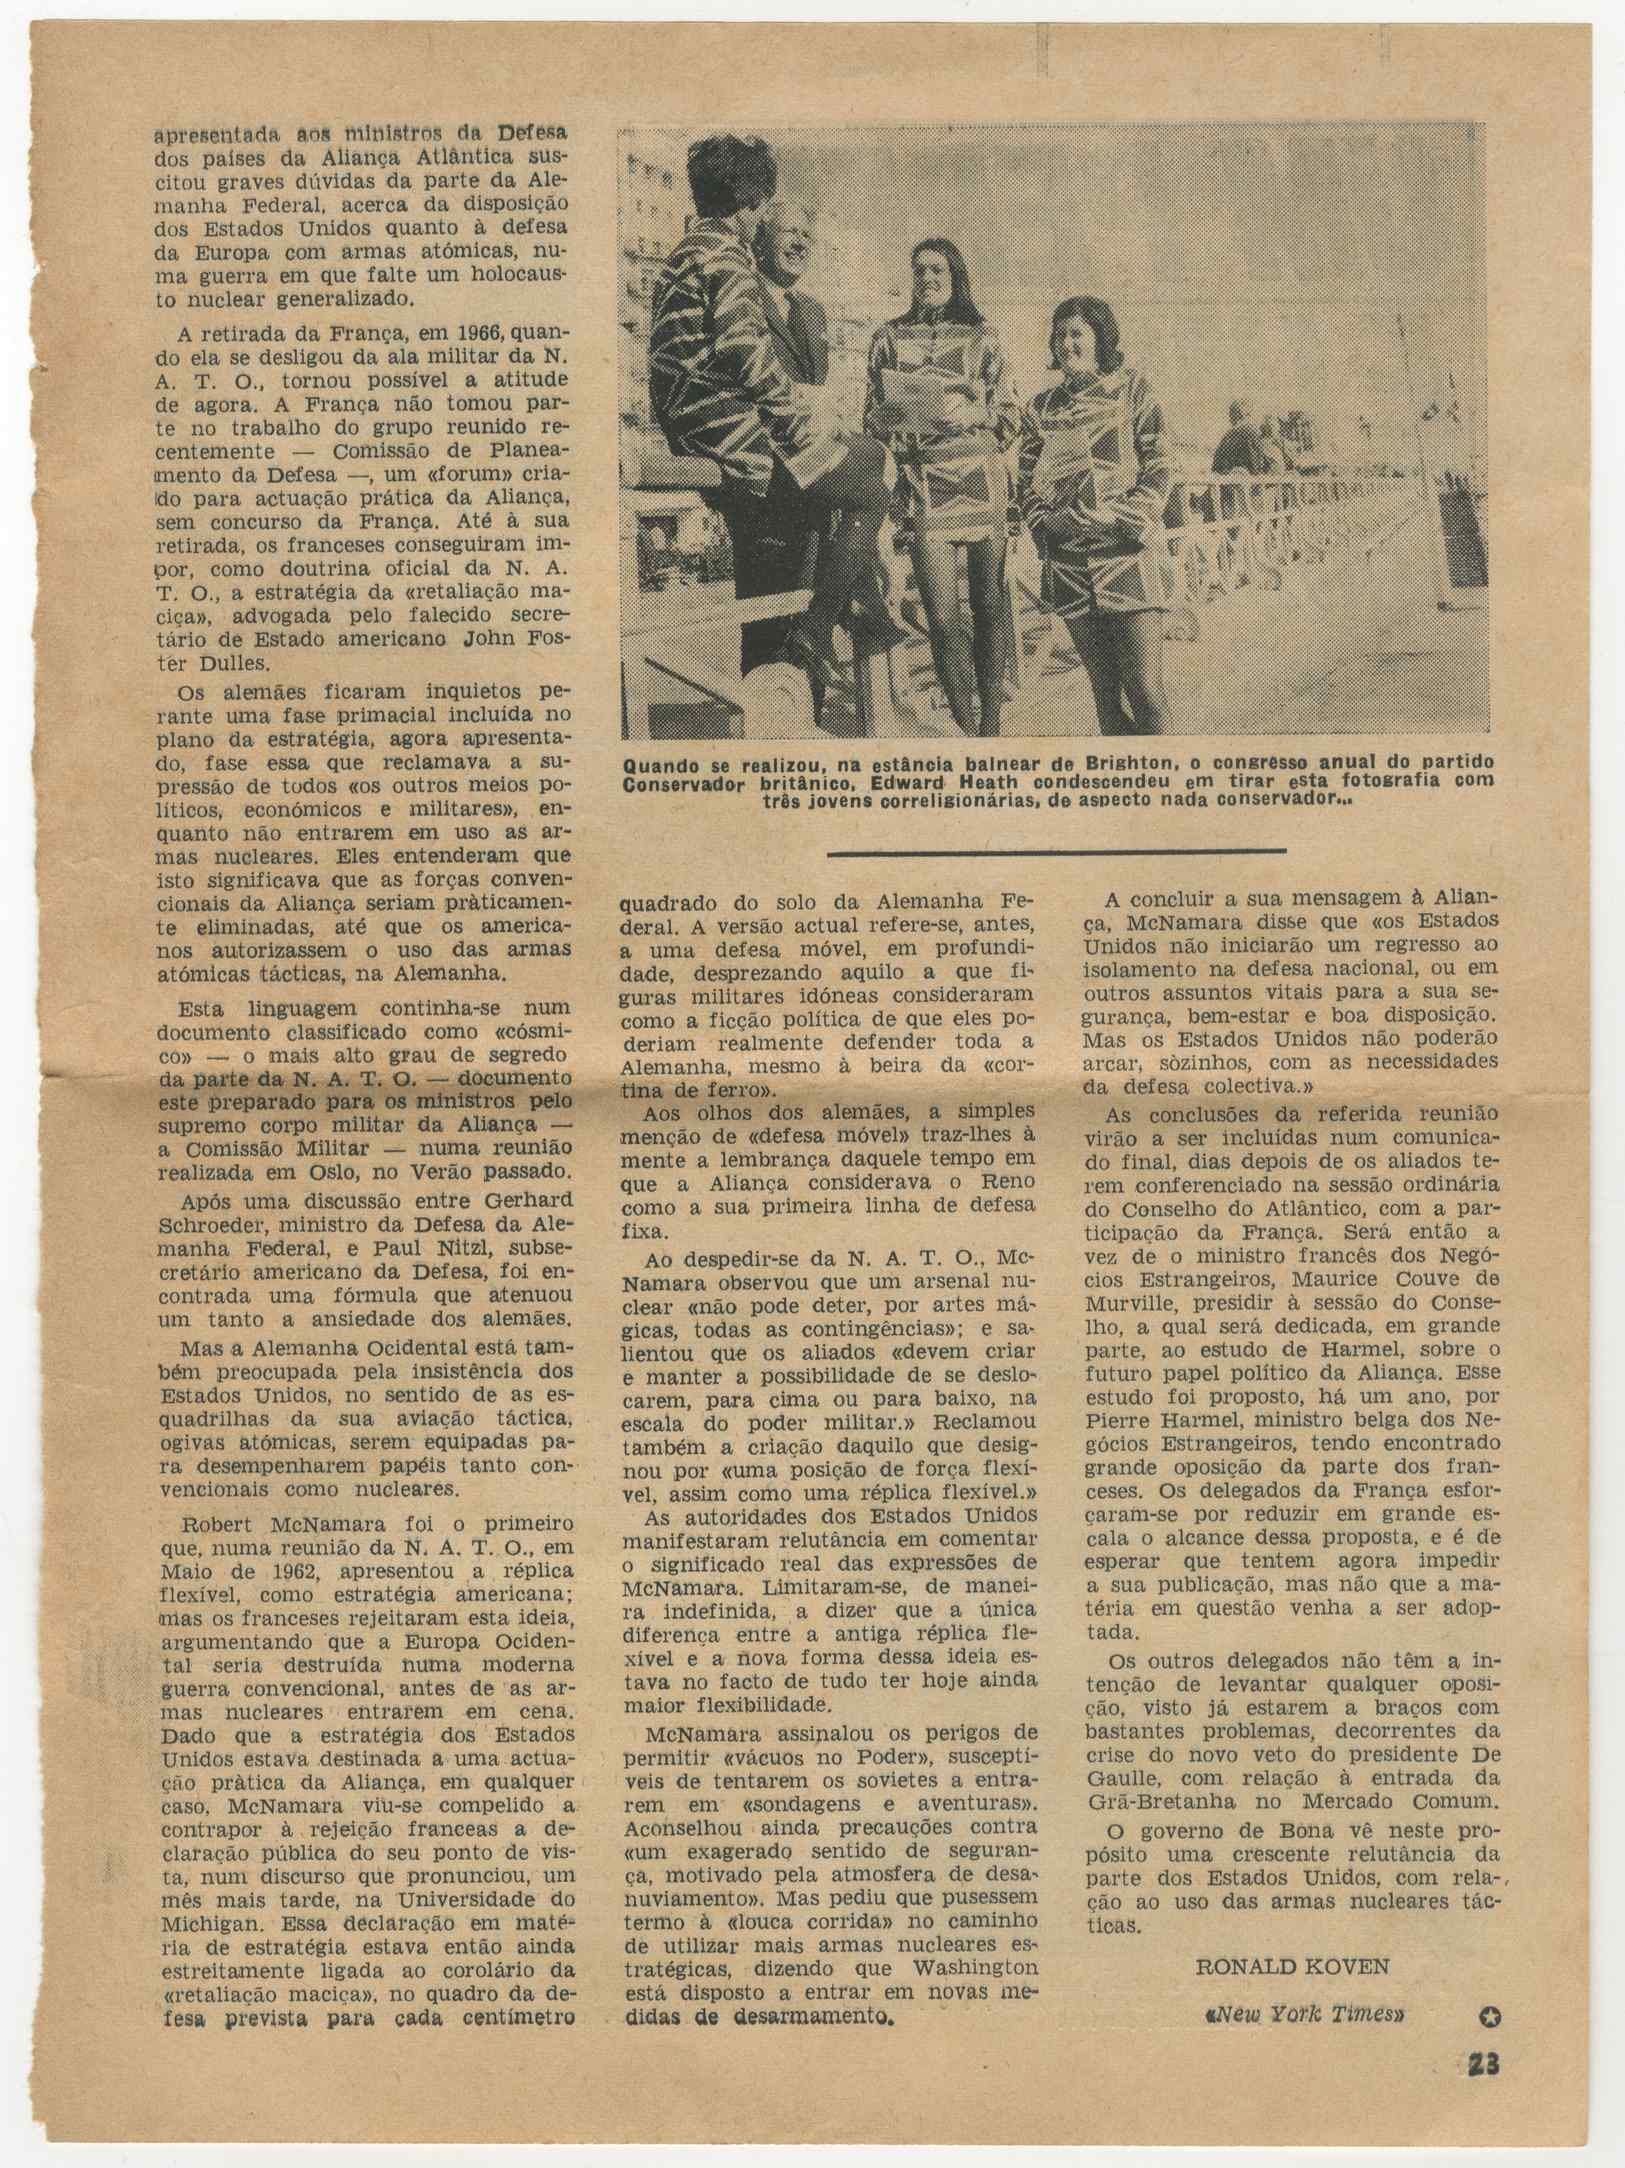 apresentada aos ministros da Defesa
dos países da Aliança Atlântica sus-
citou graves dúvidas da parte da Ale-
manha Federal, acerca da disposição
dos Estados Unidos quanto à defesa
da Europa com armas atómicas, nu-
ma guerra em que falte um holocaus-
to nuclear generalizado.
A retirada da França, em 1966, quan-
do ela se desligou da ala militar da N.
A. T. O., tornou possível a atitude
de agora. A França não tomou par-
te no trabalho do grupo reunido re-
centemente — Comissão de Planea-
mento da Defesa —, um «forum» cria-
do para actuação prática da Aliança,
sem concurso da França. Até à sua
retirada, os franceses conseguiram im-
por, como doutrina oficial da N. A.
T. O., a estratégia da «retaliação ma-
ciça», advogada pelo falecido secre-
tário de Estado americano John Fos-
ter Dulles.
Os alemães ficaram inquietos pe-
rante uma fase primacial incluída no
plano da estratégia, agora apresenta-
do, fase essa que reclamava a su-
pressão de todos «os outros meios po-
líticos, económicos e militares», en-
quanto não entrarem em uso as ar-
mas nucleares. Eles entenderam que
isto significava que as forças conven-
cionais da Aliança seriam pràticamen-
te eliminadas, até que os america-
nos autorizassem o uso das armas
atómicas tácticas, na Alemanha.
Esta linguagem continha-se num
documento classificado como «cósmi-
co» — o mais alto grau de segredo
da parte da N. A. T. O. — documento
este preparado para os ministros pelo
supremo corpo militar da Aliança —
a Comissão Militar — numa reunião
realizada em Oslo, no Verão passado.
Após uma discussão entre Gerhard
Schroeder, ministro da Defesa da Ale-
manha Federal, e Paul Nitzl, subse-
cretário americano da Defesa, foi en-
contrada uma fórmula que atenuou
um tanto a ansiedade dos alemães.
Mas a Alemanha Ocidental está tam-
bém preocupada pela insistência dos
Estados Unidos, no sentido de as es-
quadrilhas da sua aviação táctica,
ogivas atómicas, serem equipadas pa-
ra desempenharem papéis tanto con-
vencionais como nucleares.
Robert McNamara foi o primeiro
que, numa reunião da N. A. T. O., em
Maio de 1962, apresentou a réplica
flexível, como estratégia americana;
mas os franceses rejeitaram esta ideia,
argumentando que a Europa Ociden-
tal seria destruída numa moderna
guerra convencional, antes de as ar-
mas nucleares entrarem em cena.
Dado que a estratégia dos Estados
Unidos estava destinada a uma actua-
ção prática da Aliança, em qualquer
caso, McNamara viu-se compelido a
contrapor à rejeição franceas a de-
claração pública do seu ponto de vis-
ta, num discurso que pronunciou, um
mês mais tarde, na Universidade do
Michigan. Essa declaração em maté-
ria de estratégia estava então ainda
estreitamente ligada ao corolário da
«retaliação maciça», no quadro da de-
fesa prevista para cada centímetro
Quando se realizou, na estância balnear de Brighton, o congresso anual do partido
Conservador britânico, Edward Heath condescendeu em tirar esta fotografia com
três jovens correligionárias, de aspecto nada conservador...
quadrado do solo da Alemanha Fe-
deral. A versão actual refere-se, antes,
a uma defesa móvel, em profundi-
dade, desprezando aquilo a que fi-
guras militares idóneas consideraram
como a ficção política de que eles po-
deriam realmente defender toda a
Alemanha, mesmo à beira da «cor-
tina de ferro».
Aos olhos dos alemães, a simples
menção de «defesa móvel» traz-lhes à
mente a lembrança daquele tempo em
que a Aliança considerava o Reno
como a sua primeira linha de defesa
fixa.
Ao despedir-se da N. A. T. O., Mc-
Namara observou que um arsenal nu-
clear «não pode deter, por artes má-
gicas, todas as contingências»; e sa-
lientou que os aliados «devem criar
e manter a possibilidade de se deslo-
carem, para cima ou para baixo, na
escala do poder militar.» Reclamou
também a criação daquilo que desig-
nou por «uma posição de força flexí-
vel, assim como uma réplica flexível.»
As autoridades dos Estados Unidos
manifestaram relutância em comentar
o significado real das expressões de
McNamara. Limitaram-se, de manei-
ra indefinida, a dizer que a única
diferença entre a antiga réplica fle-
xível e a nova forma dessa ideia es-
tava no facto de tudo ter hoje ainda
maior flexibilidade.
McNamara assinalou os perigos de
permitir «vácuos no Poder», susceptí-
veis de tentarem os sovietes a entra-
rem em «sondagens e aventuras».
Aconselhou ainda precauções contra
«um exagerado sentido de seguran-
ça, motivado pela atmosfera de desa-
nuviamento». Mas pediu que pusessem
termo à «louca corrida» no caminho
de utilizar mais armas nucleares es-
tratégicas, dizendo que Washington
está disposto a entrar em novas me-
didas de desarmamento.
A concluir a sua mensagem à Alian-
ça, McNamara disse que «os Estados
Unidos não iniciarão um regresso ao
isolamento na defesa nacional, ou em
outros assuntos vitais para a sua se-
gurança, bem-estar e boa disposição.
Mas os Estados Unidos não poderão
arcar, sòzinhos, com as necessidades
da defesa colectiva.»
As conclusões da referida reunião
virão a ser incluídas num comunica-
do final, dias depois de os aliados te-
rem conferenciado na sessão ordinária
do Conselho do Atlântico, com a par-
ticipação da França. Será então a
vez de o ministro francês dos Negó-
cios Estrangeiros, Maurice Couve de
Murville, presidir à sessão do Conse-
lho, a qual será dedicada, em grande
parte, ao estudo de Harmel, sobre o
futuro papel político da Aliança. Esse
estudo foi proposto, há um ano, por
Pierre Harmel, ministro belga dos Ne-
gócios Estrangeiros, tendo encontrado
grande oposição da parte dos fran-
ceses. Os delegados da França esfor-
çaram-se por reduzir em grande es-
cala o alcance dessa proposta, e é de
esperar que tentem agora impedir
a sua publicação, mas não que a ma-
téria em questão venha a ser adop-
tada.
Os outros delegados não têm a in-
tenção de levantar qualquer oposi-
ção, visto já estarem a braços com
bastantes problemas, decorrentes da
crise do novo veto do presidente De
Gaulle, com relação à entrada da
Grã-Bretanha no Mercado Comum.
O governo de Bona vê neste pro-
pósito uma crescente relutância da
parte dos Estados Unidos, com rela-
ção ao uso das armas nucleares tác-
ticas.
RONALD KOVEN
«New York Times»
23